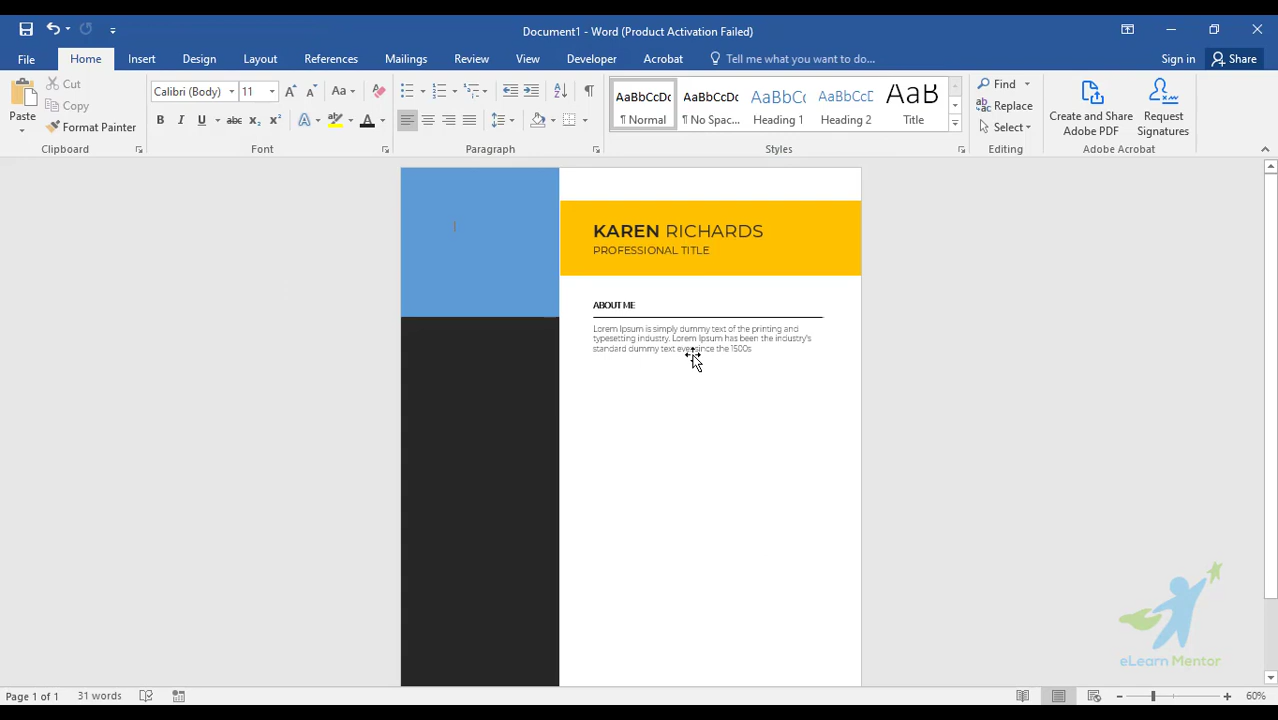 Document1 - Word (Product Activation Failed)
File Home Insert Design Layout References Mailings Review View Developer Acrobat Tell me what you want to do... Sign in Share
Paste
Cut
Copy
Format Painter
Clipboard
Calibri (Body) 11
Font
Paragraph
AaBbCcDc AaBbCcDc AaBbCc AaBbCcD AaB
¶ Normal ¶ No Spac... Heading 1 Heading 2 Title
Styles
Find
Replace
Select
Editing
Create and Share
Adobe PDF
Request
Signatures
Adobe Acrobat
KAREN RICHARDS
PROFESSIONAL TITLE
ABOUT ME
Lorem Ipsum is simply dummy text of the printing and
typesetting industry. Lorem Ipsum has been the industry's
standard dummy text ever since the 1500s
eLearn Mentor
Page 1 of 1 31 words 60%